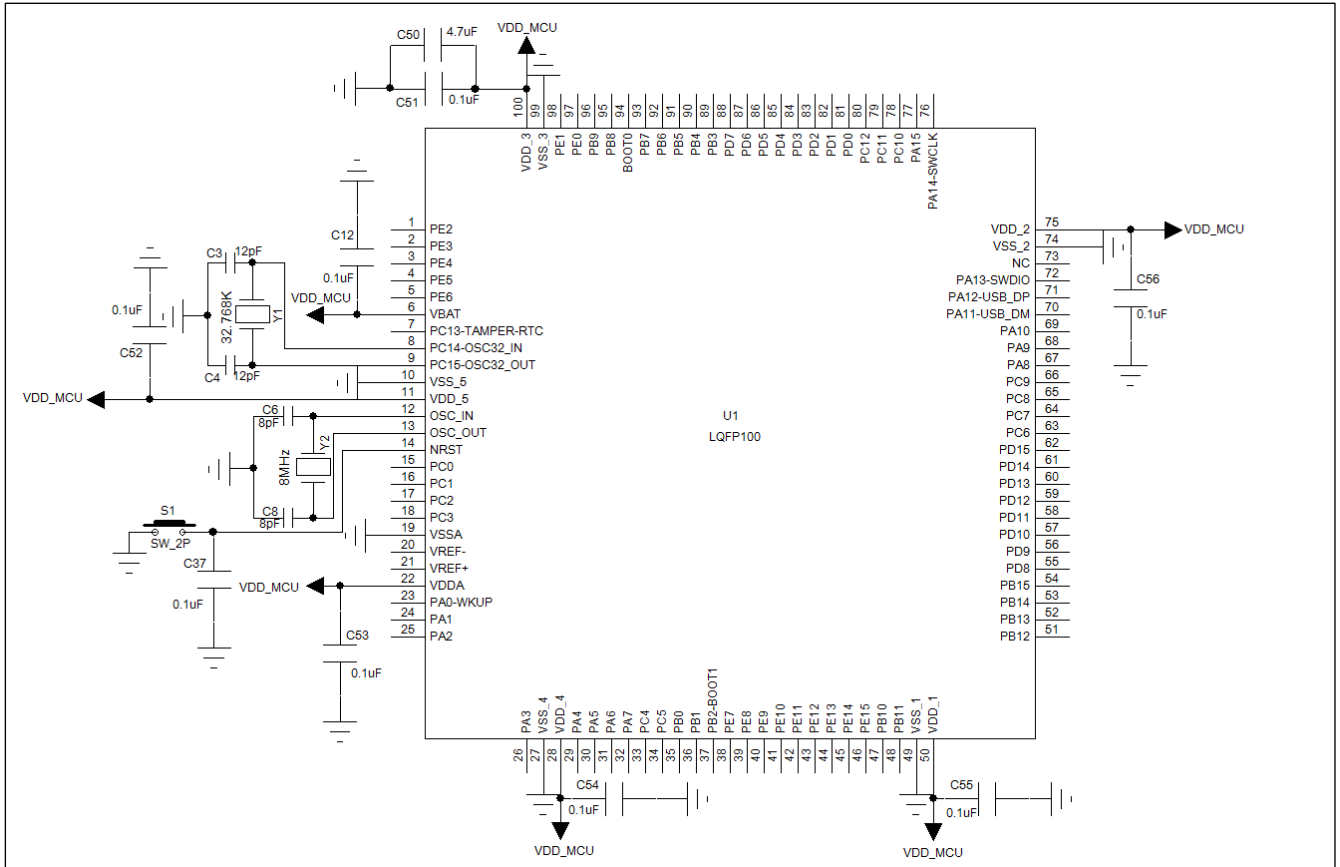 C50 4.7uF
VDD_MCU
C51 0.1uF
100 99 98 97 96 95 94 93 92 91 90 89 88 87 86 85 84 83 82 81 80 79 78 77 76
VDD_3 VSS_3 PE1 PE0 PB9 PB8 BOOT0 PB7 PB6 PB5 PB4 PB3 PD7 PD6 PD5 PD4 PD3 PD2 PD1 PD0 PC12 PC11 PC10 PA15 PA14-SWCLK
C12
0.1uF
VDD_MCU
C3 12pF
32.768K Y1
C4 12pF
0.1uF
C52
VDD_MCU
C6
8pF
8MHz Y2
C8
8pF
S1
SW_2P
C37
0.1uF
VDD_MCU
C53
0.1uF
1 PE2
2 PE3
3 PE4
4 PE5
5 PE6
6 VBAT
7 PC13-TAMPER-RTC
8 PC14-OSC32_IN
9 PC15-OSC32_OUT
10 VSS_5
11 VDD_5
12 OSC_IN
13 OSC_OUT
14 NRST
15 PC0
16 PC1
17 PC2
18 PC3
19 VSSA
20 VREF-
21 VREF+
22 VDDA
23 PA0-WKUP
24 PA1
25 PA2
U1
LQFP100
VDD_2 75
VSS_2 74
NC 73
PA13-SWDIO 72
PA12-USB_DP 71
PA11-USB_DM 70
PA10 69
PA9 68
PA8 67
PC9 66
PC8 65
PC7 64
PC6 63
PD15 62
PD14 61
PD13 60
PD12 59
PD11 58
PD10 57
PD9 56
PD8 55
PB15 54
PB14 53
PB13 52
PB12 51
VDD_MCU
C56
0.1uF
PA3 VSS_4 VDD_4 PA4 PA5 PA6 PA7 PC4 PC5 PB0 PB1 PB2-BOOT1 PE7 PE8 PE9 PE10 PE11 PE12 PE13 PE14 PE15 PB10 PB11 VSS_1 VDD_1
26 27 28 29 30 31 32 33 34 35 36 37 38 39 40 41 42 43 44 45 46 47 48 49 50
C54
0.1uF
VDD_MCU
C55
0.1uF
VDD_MCU